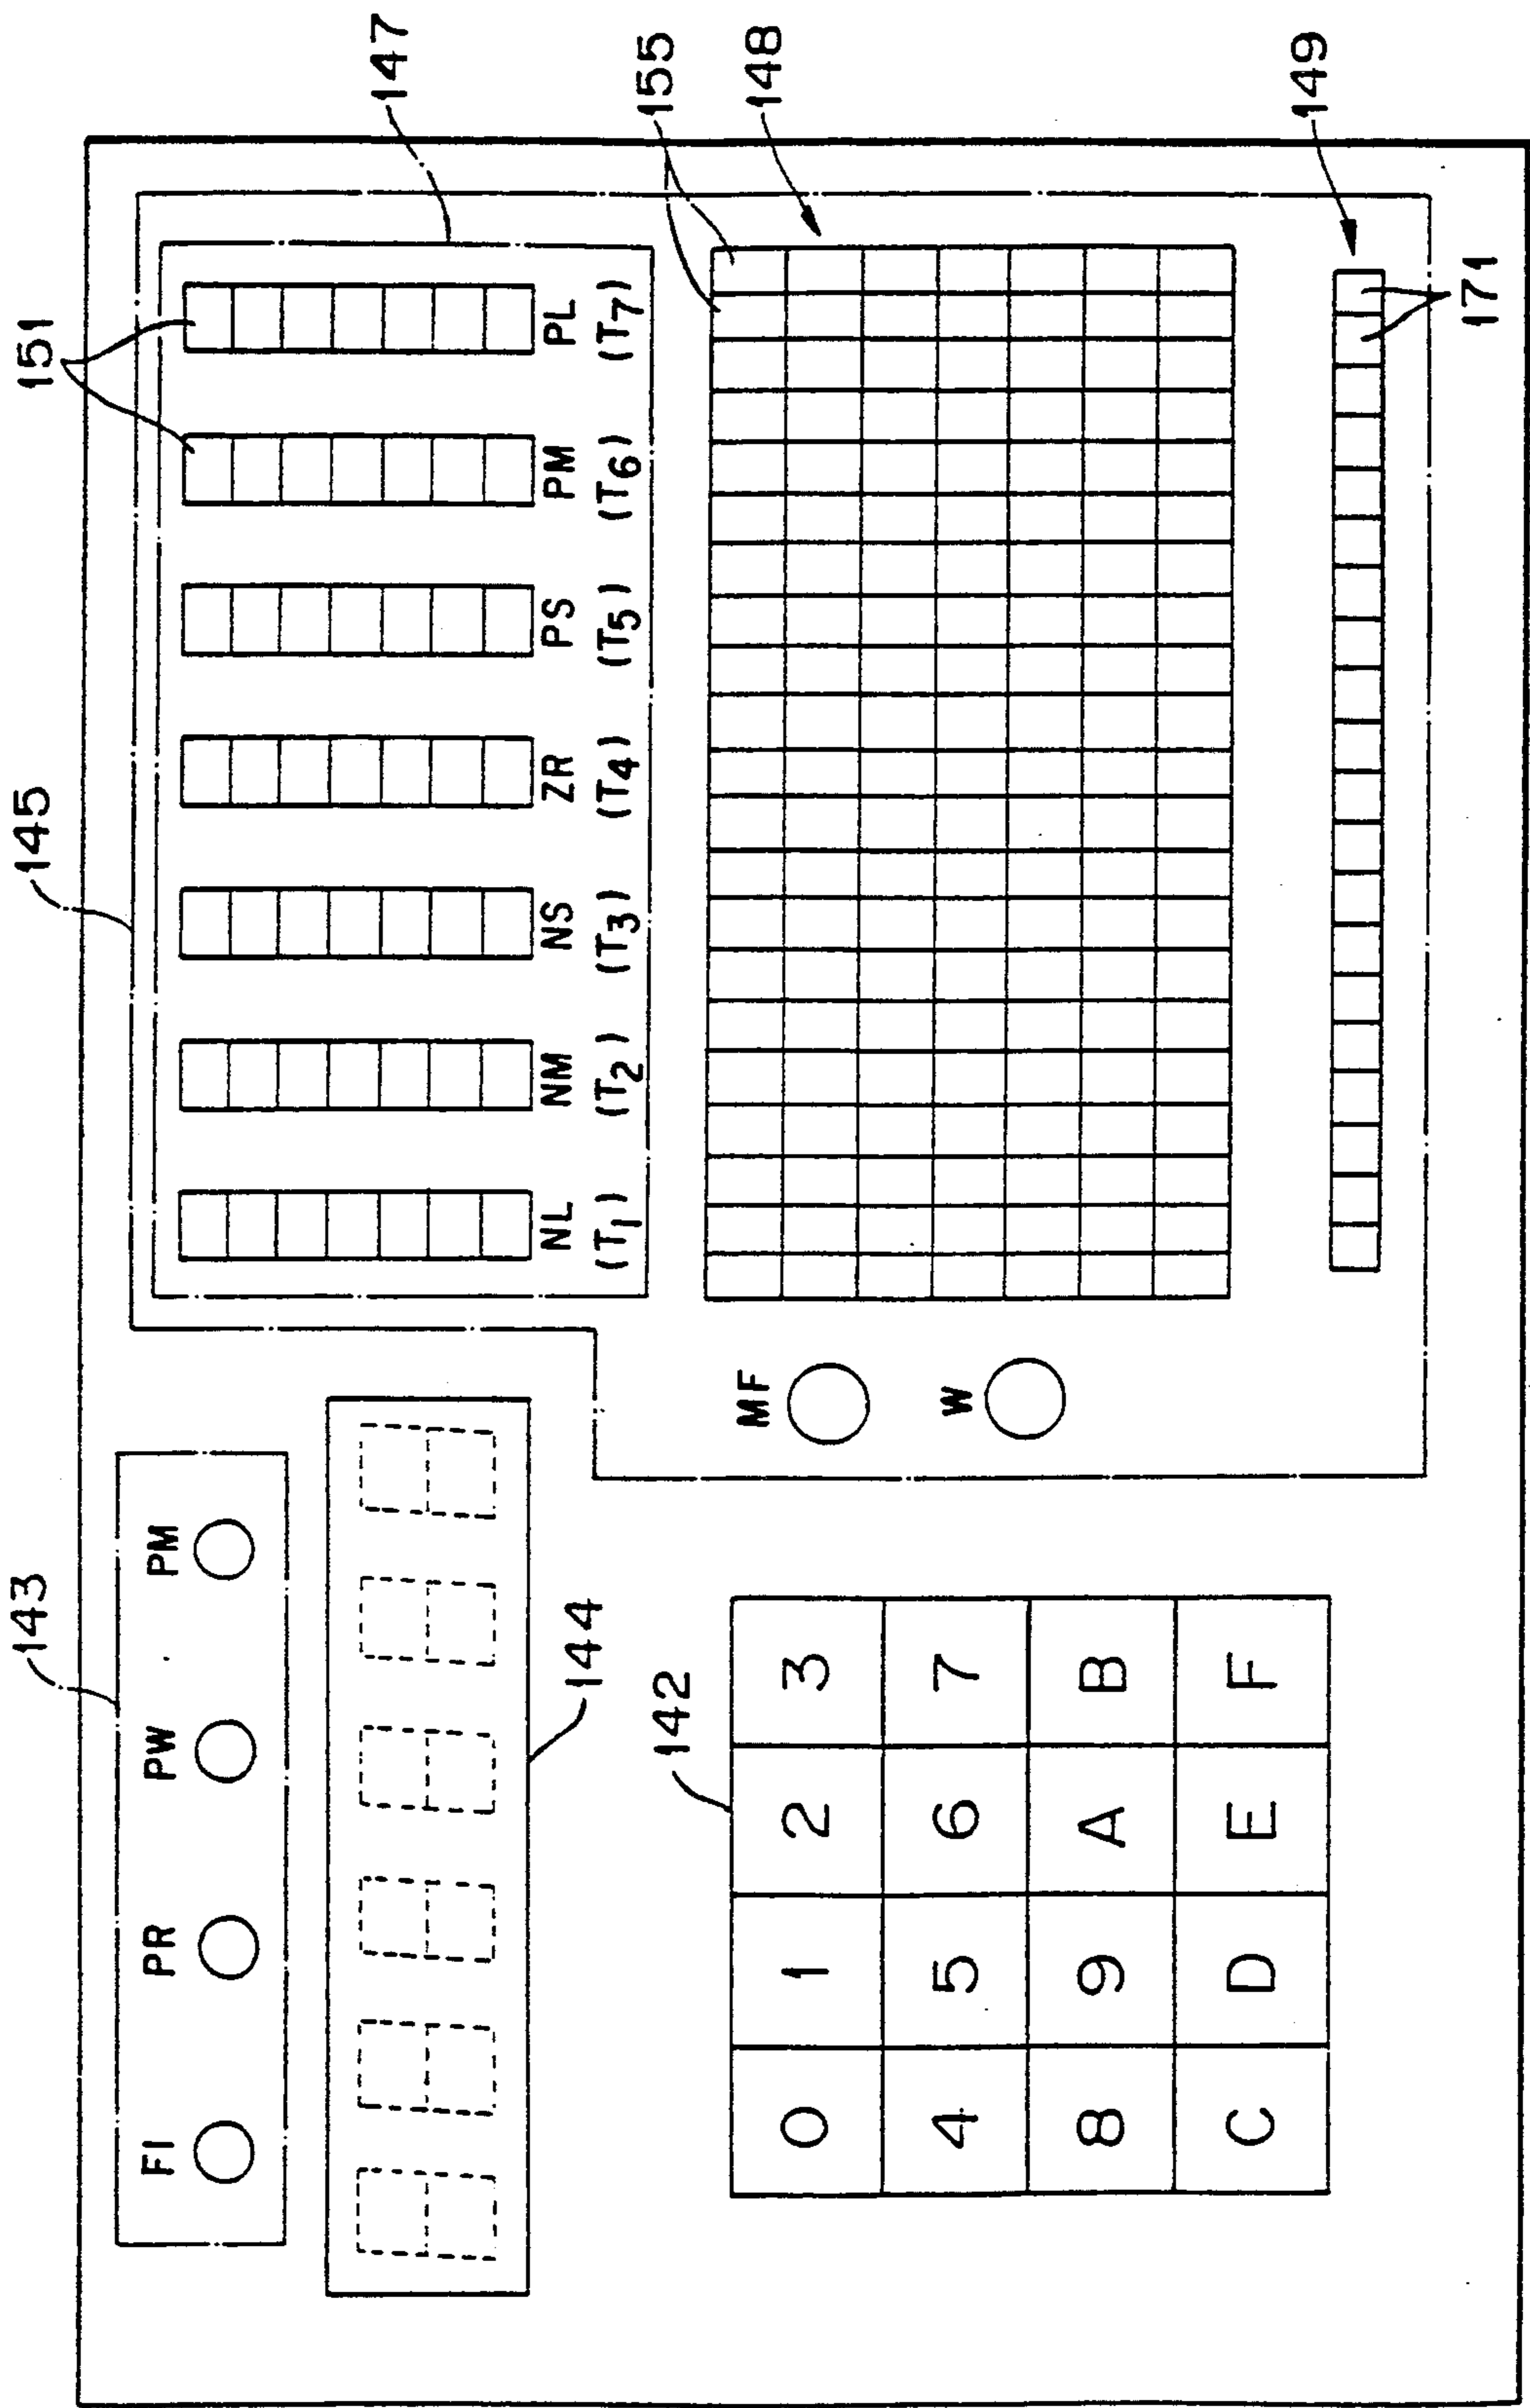 143
145
151
147
FI PR PW PM
NL NM NS ZR PS PM PL
(T1) (T2) (T3) (T4) (T5) (T6) (T7)
144
155
142
148
MF
W
0 1 2 3
4 5 6 7
8 9 A B
C D E F
149
171